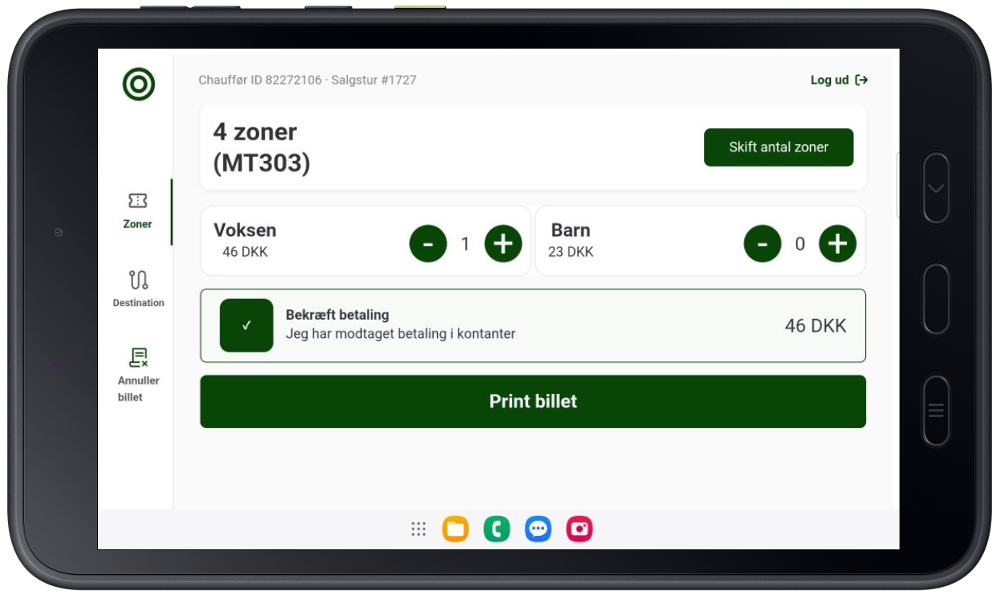 Chauffør ID 82272106 · Salgstur #1727
Log ud
4 zoner
(MT303)
Skift antal zoner
Zoner
Voksen
46 DKK
- 1 +
Barn
23 DKK
- 0 +
Destination
Bekræft betaling
Jeg har modtaget betaling i kontanter
46 DKK
Annuller
billet
Print billet